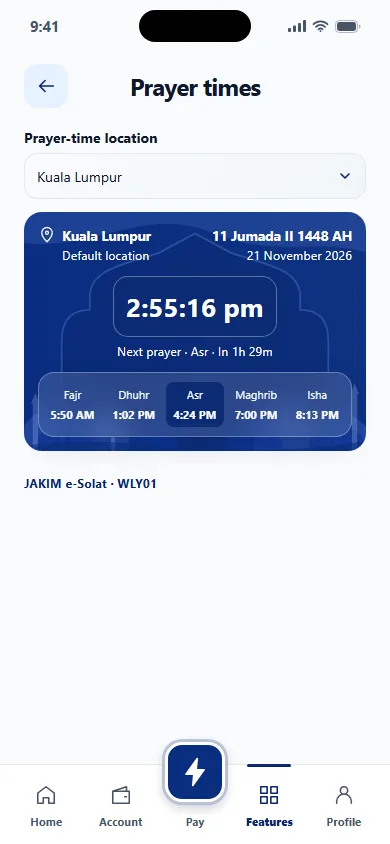 9:41
Prayer times
Prayer-time location
Kuala Lumpur
Kuala Lumpur
11 Jumada II 1448 AH
Default location
21 November 2026
2:55:16 pm
Next prayer · Asr · In 1h 29m
Fajr Dhuhr Asr Maghrib Isha
5:50 AM 1:02 PM 4:24 PM 7:00 PM 8:13 PM
JAKIM e-Solat · WLY01
Home Account Pay Features Profile